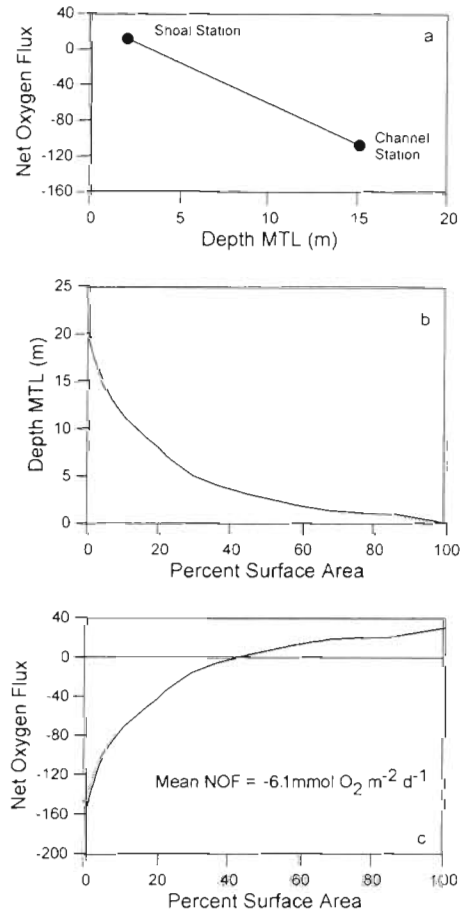 40
0
-40
-80
-120
-160
Net Oxygen Flux
Shoal Station
a
Channel
Station
0 5 10 15 20
Depth MTL (m)
25
20
15
10
5
0
Depth MTL (m)
b
0 20 40 60 80 100
Percent Surface Area
40
0
-40
-80
-120
-160
-200
Net Oxygen Flux
Mean NOF = -6.1mmol O₂ m⁻² d⁻¹
c
0 20 40 60 80 100
Percent Surface Area